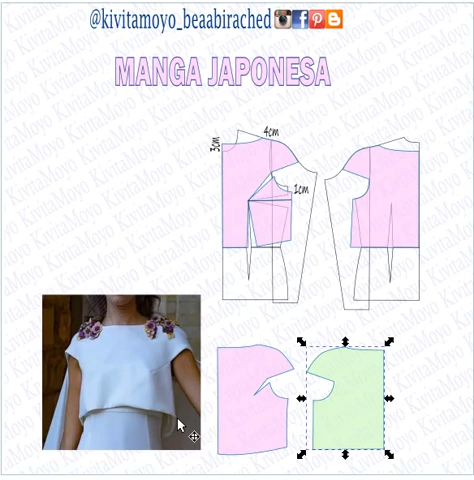 @kivitamoyo_beaabirached
MANGA JAPONESA
4cm
3cm
1cm